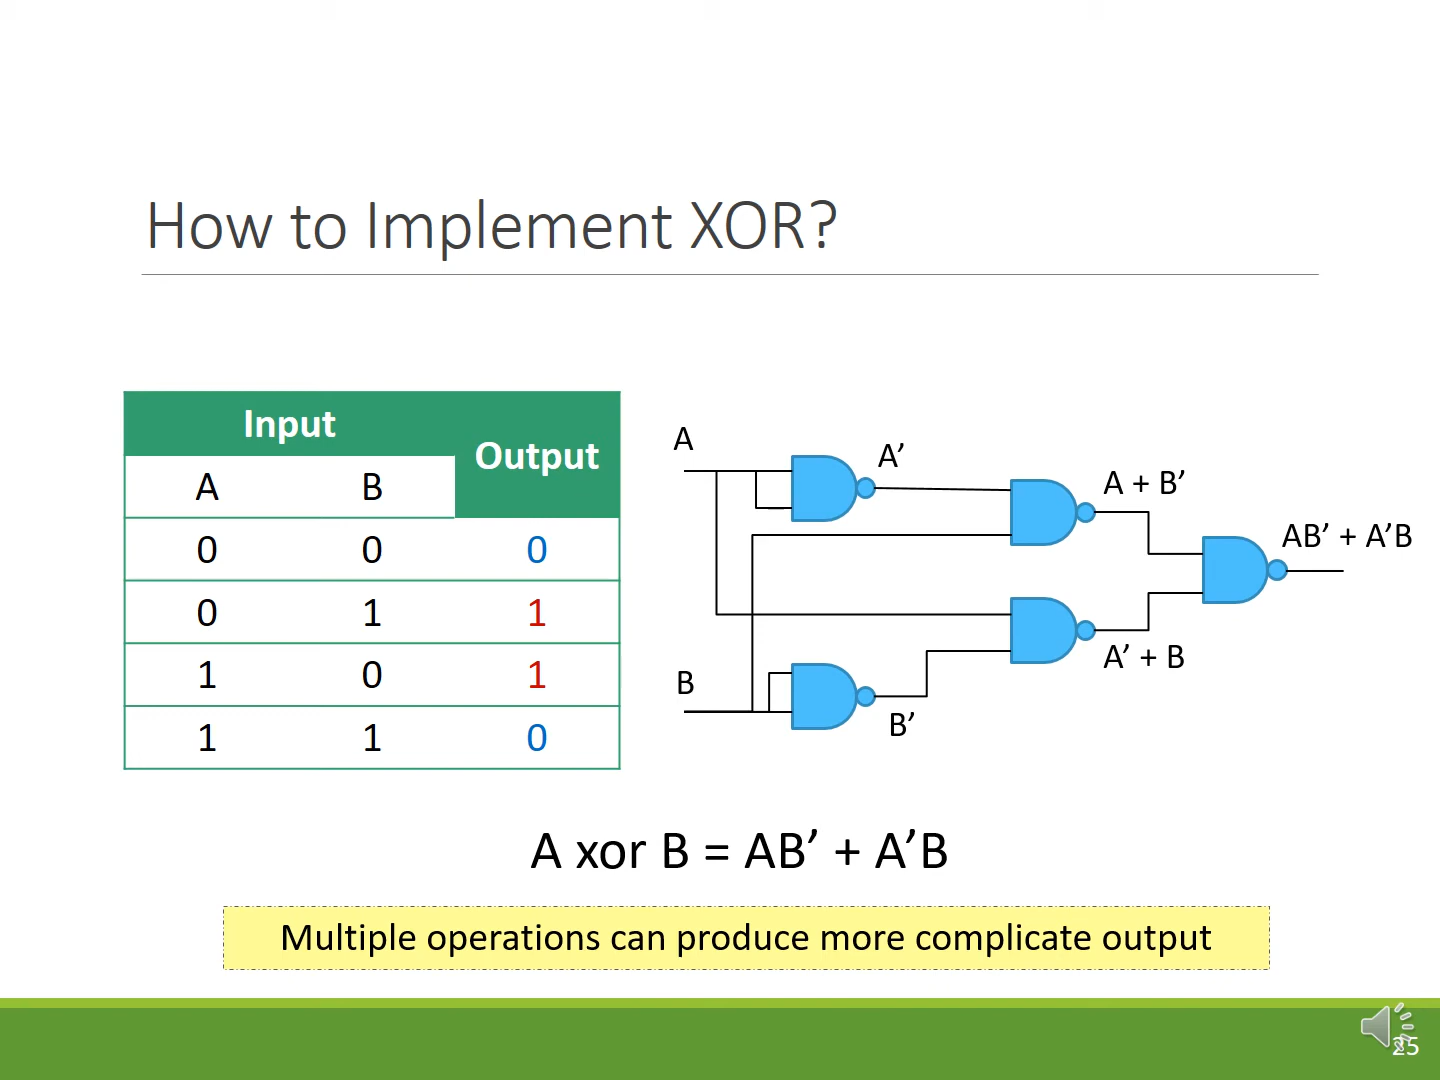 How to Implement XOR?
Input Output
A B
0 0 0
0 1 1
1 0 1
1 1 0
A
A’
A + B’
AB’ + A’B
A’ + B
B
B’
A xor B = AB’ + A’B
Multiple operations can produce more complicate output
25